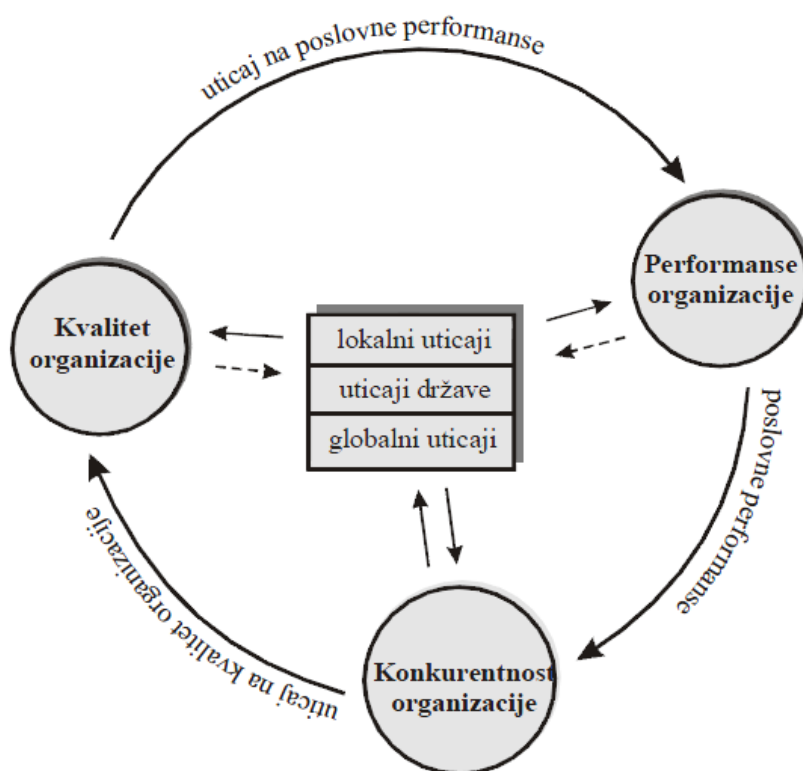 uticaj na poslovne performanse
Performanse
organizacije
Kvalitet
organizacije
lokalni uticaji
uticaji države
globalni uticaji
poslovne performanse
uticaj na kvalitet organizacije
Konkurentnost
organizacije